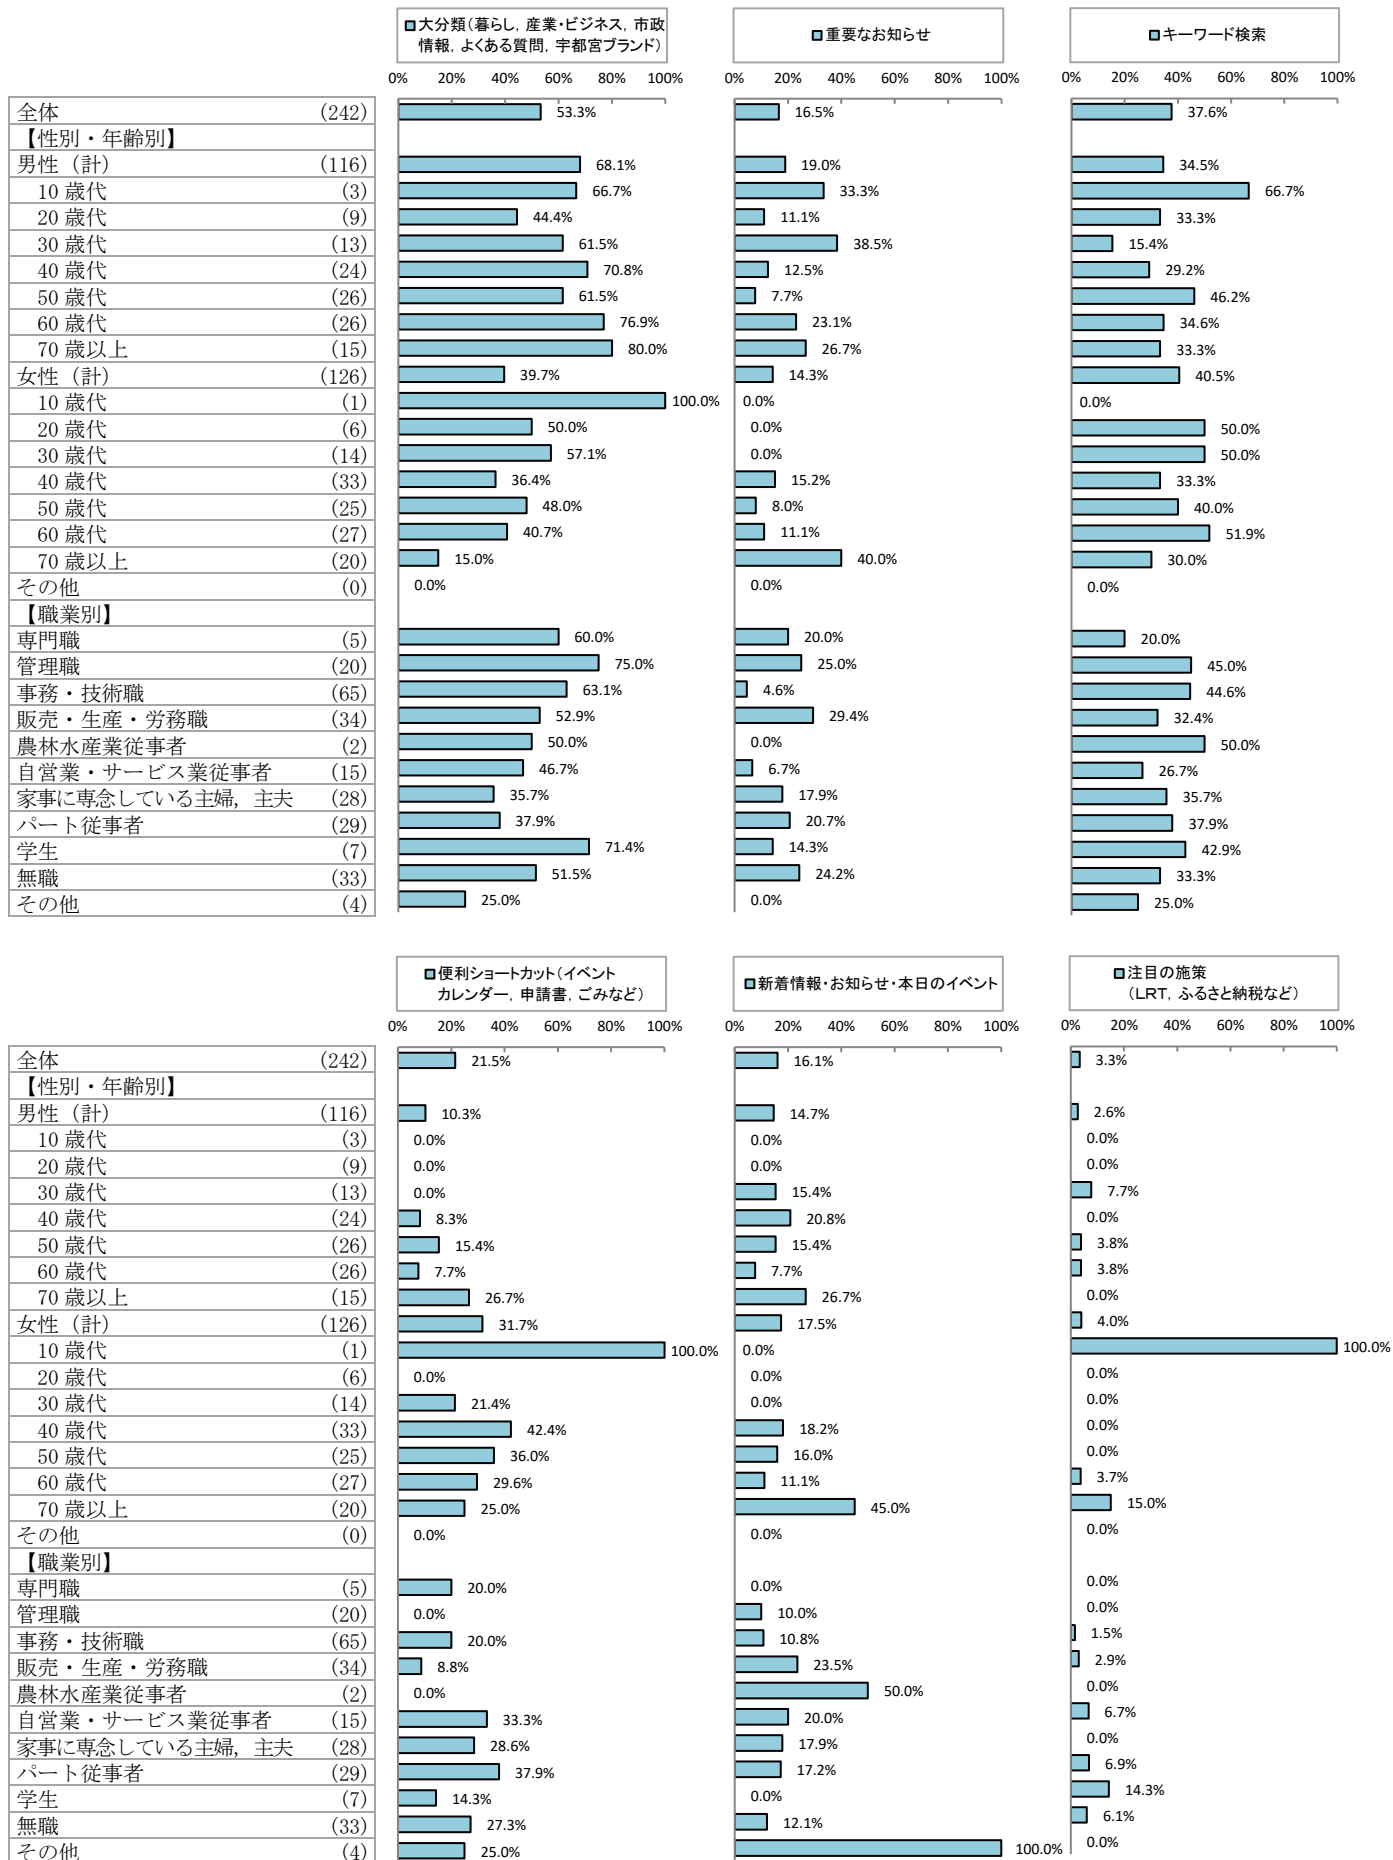 大分類(暮らし, 産業・ビジネス, 市政
情報, よくある質問, 宇都宮ブランド)
重要なお知らせ
キーワード検索
0% 20% 40% 60% 80% 100% 0% 20% 40% 60% 80% 100% 0% 20% 40% 60% 80% 100%
全体 (242) 53.3% 16.5% 37.6%
【性別・年齢別】
男性（計） (116) 68.1% 19.0% 34.5%
10 歳代 (3) 66.7% 33.3% 66.7%
20 歳代 (9) 44.4% 11.1% 33.3%
30 歳代 (13) 61.5% 38.5% 15.4%
40 歳代 (24) 70.8% 12.5% 29.2%
50 歳代 (26) 61.5% 7.7% 46.2%
60 歳代 (26) 76.9% 23.1% 34.6%
70 歳以上 (15) 80.0% 26.7% 33.3%
女性（計） (126) 39.7% 14.3% 40.5%
10 歳代 (1) 100.0% 0.0% 0.0%
20 歳代 (6) 50.0% 0.0% 50.0%
30 歳代 (14) 57.1% 0.0% 50.0%
40 歳代 (33) 36.4% 15.2% 33.3%
50 歳代 (25) 48.0% 8.0% 40.0%
60 歳代 (27) 40.7% 11.1% 51.9%
70 歳以上 (20) 15.0% 40.0% 30.0%
その他 (0) 0.0% 0.0% 0.0%
【職業別】
専門職 (5) 60.0% 20.0% 20.0%
管理職 (20) 75.0% 25.0% 45.0%
事務・技術職 (65) 63.1% 4.6% 44.6%
販売・生産・労務職 (34) 52.9% 29.4% 32.4%
農林水産業従事者 (2) 50.0% 0.0% 50.0%
自営業・サービス業従事者 (15) 46.7% 6.7% 26.7%
家事に専念している主婦，主夫 (28) 35.7% 17.9% 35.7%
パート従事者 (29) 37.9% 20.7% 37.9%
学生 (7) 71.4% 14.3% 42.9%
無職 (33) 51.5% 24.2% 33.3%
その他 (4) 25.0% 0.0% 25.0%
便利ショートカット(イベント
カレンダー, 申請書, ごみなど)
新着情報・お知らせ・本日のイベント
注目の施策
(LRT, ふるさと納税など)
0% 20% 40% 60% 80% 100% 0% 20% 40% 60% 80% 100% 0% 20% 40% 60% 80% 100%
全体 (242) 21.5% 16.1% 3.3%
【性別・年齢別】
男性（計） (116) 10.3% 14.7% 2.6%
10 歳代 (3) 0.0% 0.0% 0.0%
20 歳代 (9) 0.0% 0.0% 0.0%
30 歳代 (13) 0.0% 15.4% 7.7%
40 歳代 (24) 8.3% 20.8% 0.0%
50 歳代 (26) 15.4% 15.4% 3.8%
60 歳代 (26) 7.7% 7.7% 3.8%
70 歳以上 (15) 26.7% 26.7% 0.0%
女性（計） (126) 31.7% 17.5% 4.0%
10 歳代 (1) 100.0% 0.0% 100.0%
20 歳代 (6) 0.0% 0.0% 0.0%
30 歳代 (14) 21.4% 0.0% 0.0%
40 歳代 (33) 42.4% 18.2% 0.0%
50 歳代 (25) 36.0% 16.0% 0.0%
60 歳代 (27) 29.6% 11.1% 3.7%
70 歳以上 (20) 25.0% 45.0% 15.0%
その他 (0) 0.0% 0.0% 0.0%
【職業別】
専門職 (5) 20.0% 0.0% 0.0%
管理職 (20) 0.0% 10.0% 0.0%
事務・技術職 (65) 20.0% 10.8% 1.5%
販売・生産・労務職 (34) 8.8% 23.5% 2.9%
農林水産業従事者 (2) 0.0% 50.0% 0.0%
自営業・サービス業従事者 (15) 33.3% 20.0% 6.7%
家事に専念している主婦，主夫 (28) 28.6% 17.9% 0.0%
パート従事者 (29) 37.9% 17.2% 6.9%
学生 (7) 14.3% 0.0% 14.3%
無職 (33) 27.3% 12.1% 6.1%
その他 (4) 25.0% 100.0% 0.0%